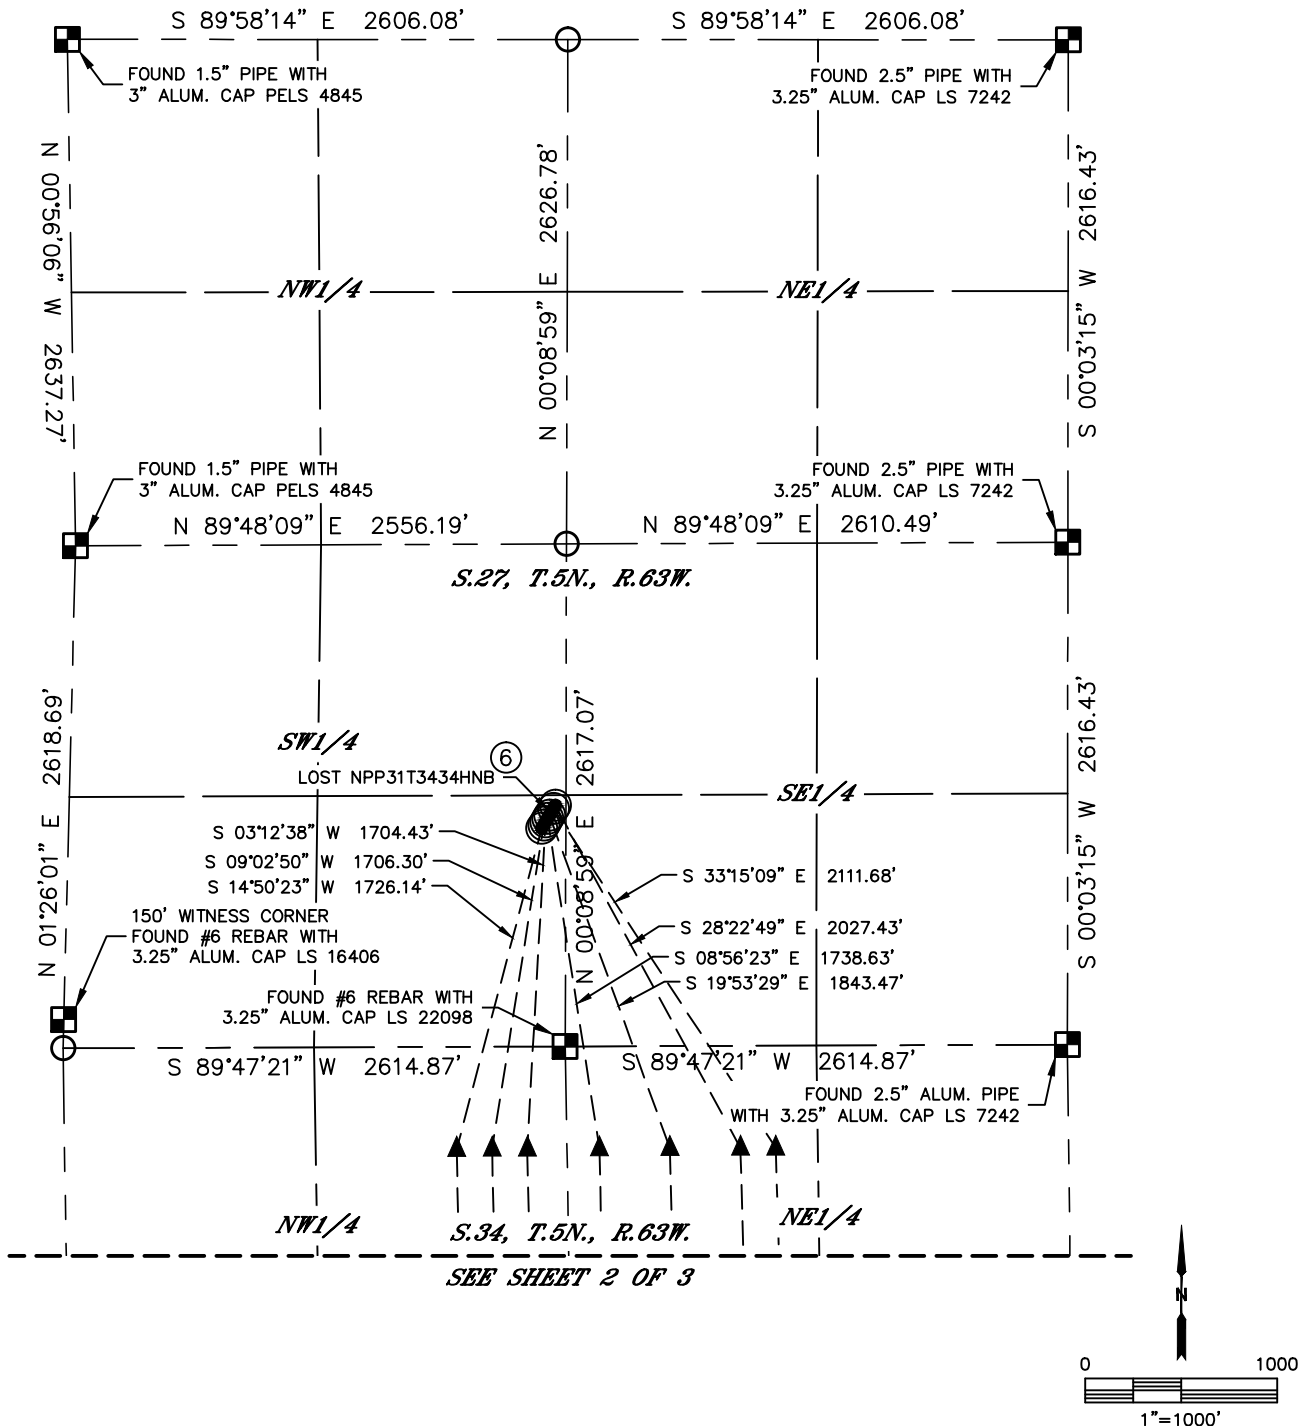 S 89°58'14" E 2606.08'
S 89°58'14" E 2606.08'
FOUND 1.5" PIPE WITH
3" ALUM. CAP PELS 4845
FOUND 2.5" PIPE WITH
3.25" ALUM. CAP LS 7242
N 00°56'06" W 2637.27'
N 00°08'59" E 2626.78'
S 00°03'15" W 2616.43'
NW1/4
NE1/4
FOUND 1.5" PIPE WITH
3" ALUM. CAP PELS 4845
FOUND 2.5" PIPE WITH
3.25" ALUM. CAP LS 7242
N 89°48'09" E 2556.19'
N 89°48'09" E 2610.49'
S.27, T.5N., R.63W.
N 01°26'01" E 2618.69'
N 00°08'59" E 2617.07'
S 00°03'15" W 2616.43'
SW1/4
6
LOST NPP31T3434HNB
SE1/4
S 03°12'38" W 1704.43'
S 09°02'50" W 1706.30'
S 14°50'23" W 1726.14'
S 33°15'09" E 2111.68'
S 28°22'49" E 2027.43'
S 08°56'23" E 1738.63'
S 19°53'29" E 1843.47'
150' WITNESS CORNER
FOUND #6 REBAR WITH
3.25" ALUM. CAP LS 16406
FOUND #6 REBAR WITH
3.25" ALUM. CAP LS 22098
S 89°47'21" W 2614.87'
S 89°47'21" W 2614.87'
FOUND 2.5" ALUM. PIPE
WITH 3.25" ALUM. CAP LS 7242
NW1/4
S.34, T.5N., R.63W.
NE1/4
SEE SHEET 2 OF 3
N
0 1000
1"=1000'